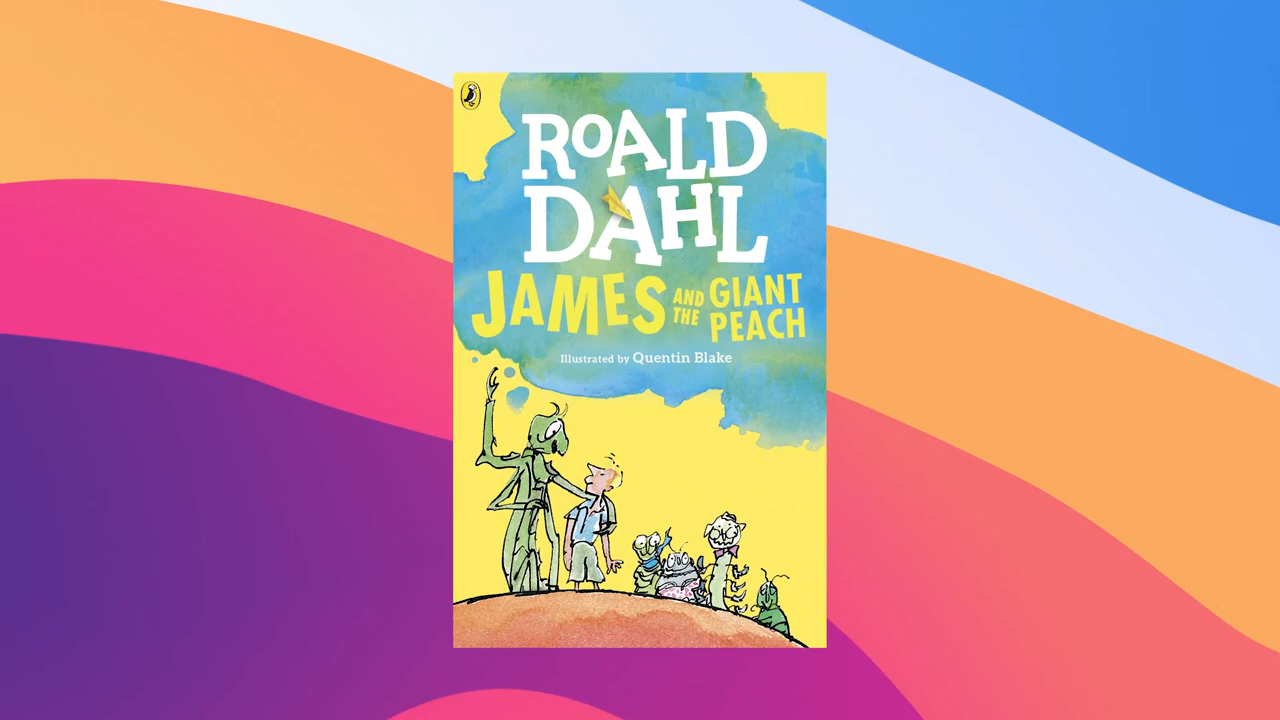 ROALD
DAHL
JAMES AND THE GIANT PEACH
Illustrated by Quentin Blake